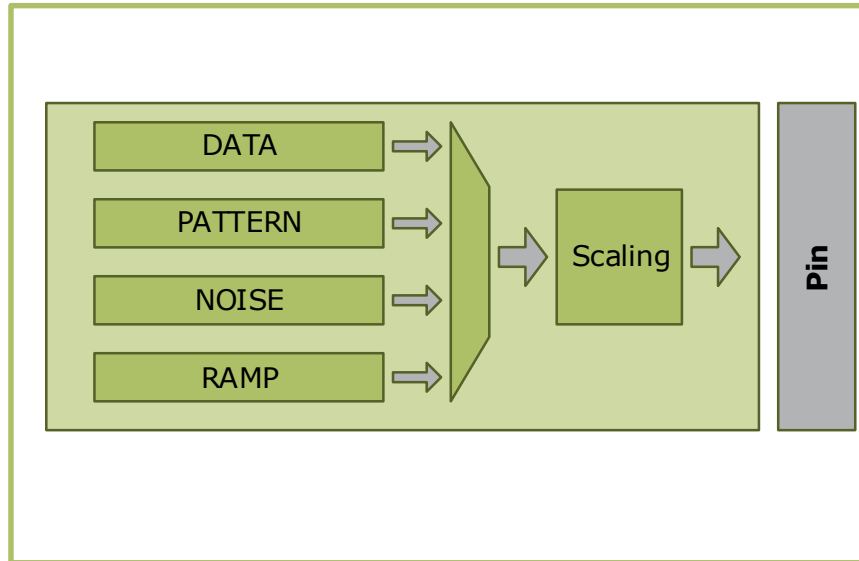 DATA
PATTERN
NOISE
RAMP
Scaling
Pin